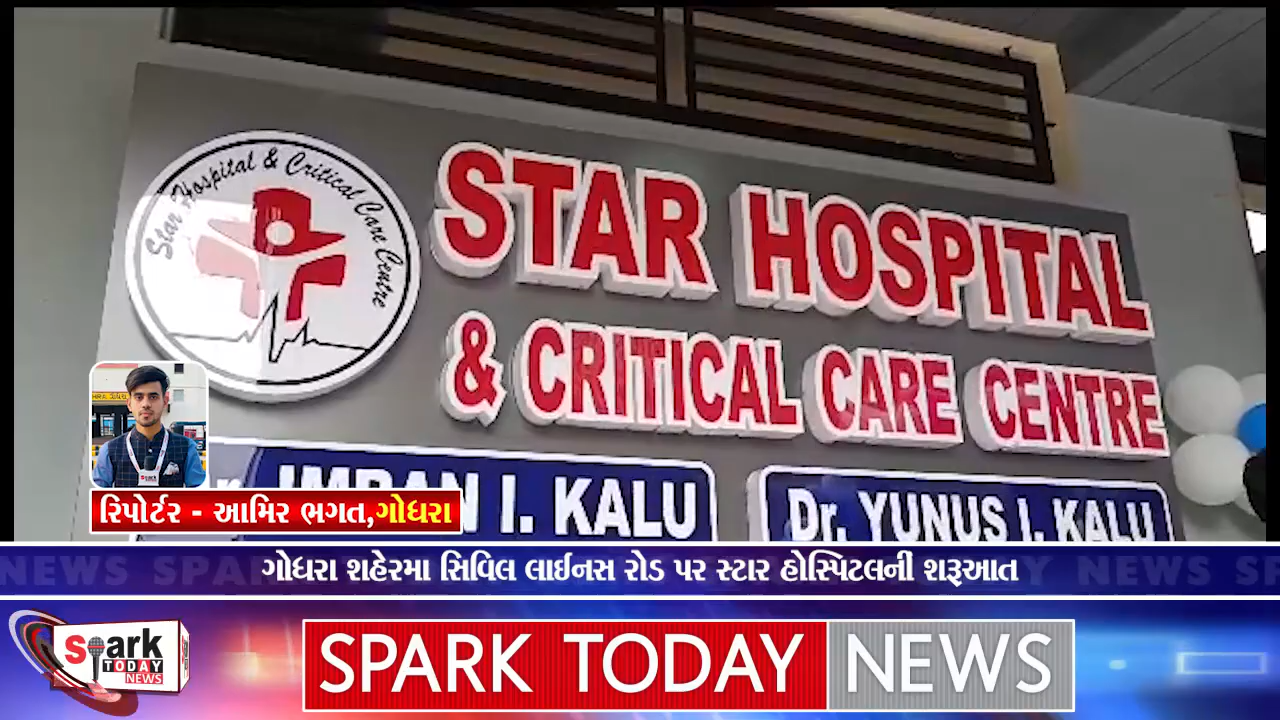 Star Hospital & Critical Care Centre
STAR HOSPITAL
& CRITICAL CARE CENTRE
I. KALU
Dr. YUNUS I. KALU
રિપોર્ટર - આમિર ભગત,ગોધરા
ગોધરા શહેરમા સિવિલ લાઈનસ રોડ પર સ્ટાર હોસ્પિટલની શરૂઆત
Spark
TODAY
NEWS
SPARK TODAY NEWS